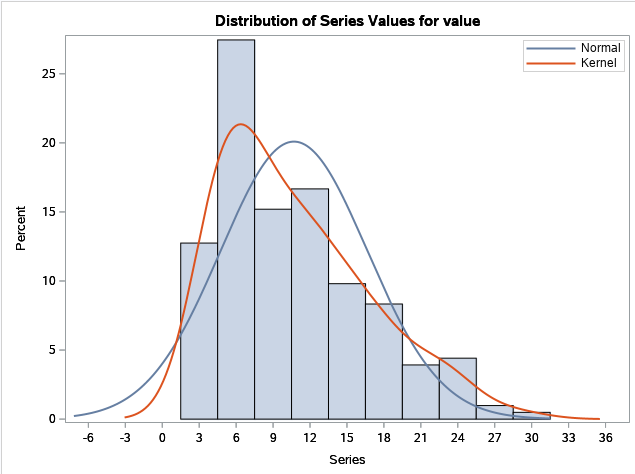 Distribution of Series Values for value
Normal
Kernel
25
20
15
10
5
0
Percent
-6 -3 0 3 6 9 12 15 18 21 24 27 30 33 36
Series